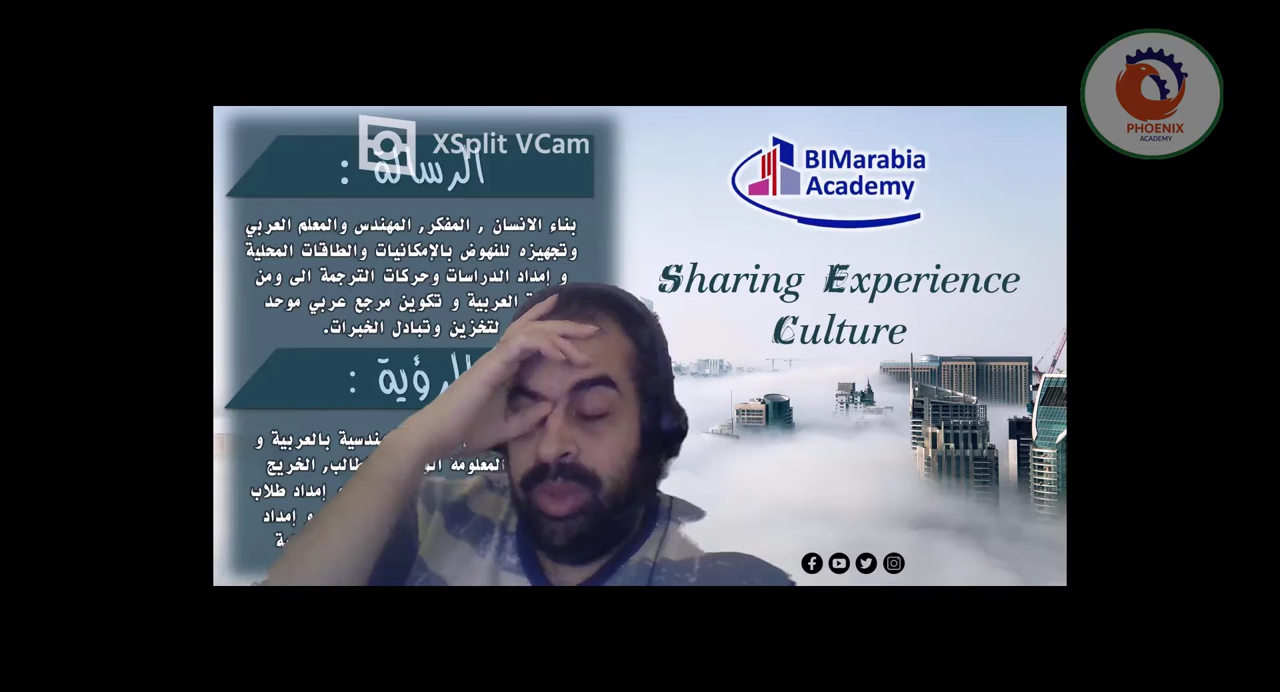 PHOENIX
ACADEMY
XSplit VCam
الرسالة :
بناء الانسان , المفكر, المهندس والمعلم العربي
وتجهيزه للنهوض بالإمكانيات والطاقات المحلية
و إمداد الدراسات وحركات الترجمة الى ومن
العربية و تكوين مرجع عربي موحد
لتخزين وتبادل الخبرات.
الرؤية :
بالعربية و
المعلومة الخريج
و إمداد طلاب
و إمداد
BIMarabia
Academy
Sharing Experience
Culture